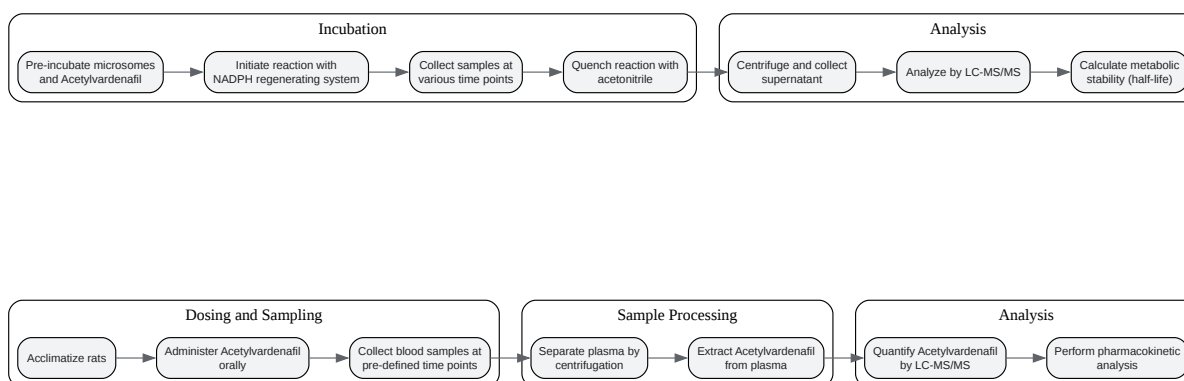 Incubation
Pre-incubate microsomes
and Acetylvardenafil
Initiate reaction with
NADPH regenerating system
Collect samples at
various time points
Quench reaction with
acetonitrile
Analysis
Centrifuge and collect
supernatant
Analyze by LC-MS/MS
Calculate metabolic
stability (half-life)
Dosing and Sampling
Acclimatize rats
Administer Acetylvardenafil
orally
Collect blood samples at
pre-defined time points
Sample Processing
Separate plasma by
centrifugation
Extract Acetylvardenafil
from plasma
Analysis
Quantify Acetylvardenafil
by LC-MS/MS
Perform pharmacokinetic
analysis